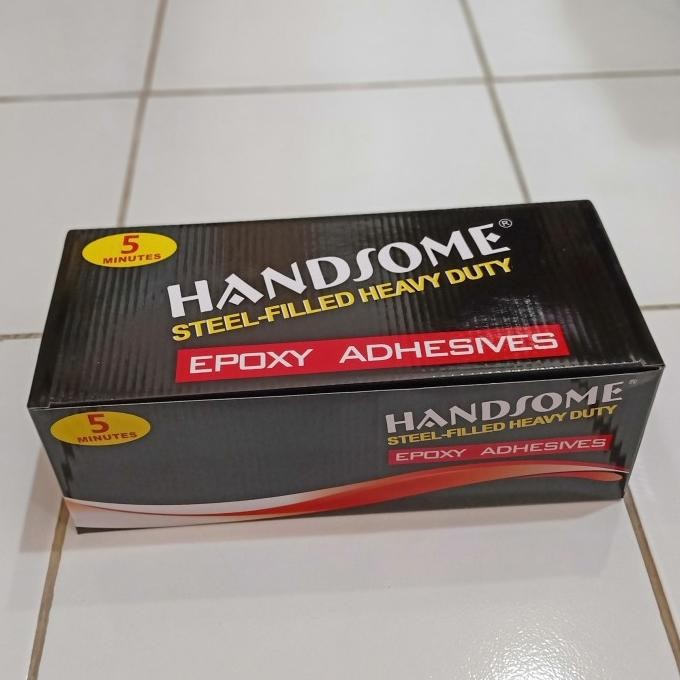 5
MINUTES
HANDSOME®
STEEL-FILLED HEAVY DUTY
EPOXY ADHESIVES
5
MINUTES
HANDSOME®
STEEL-FILLED HEAVY DUTY
EPOXY ADHESIVES